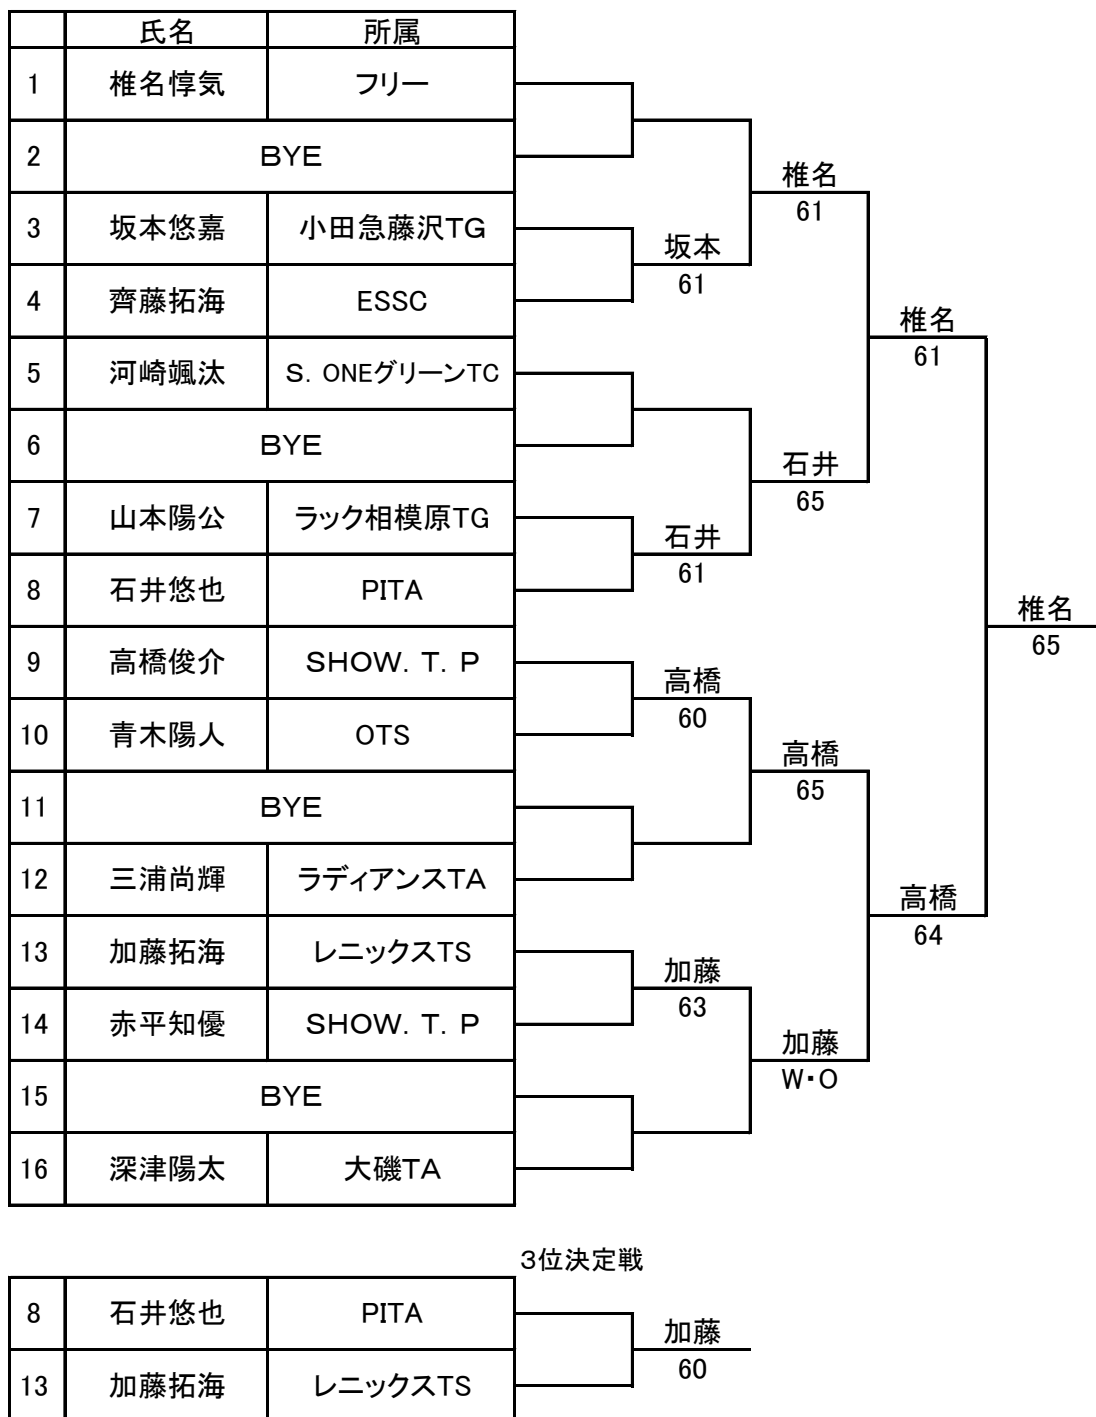 氏名 所属
1 椎名惇気 フリー
2 BYE
椎名
3 坂本悠嘉 小田急藤沢TG
61
坂本
4 齊藤拓海 ESSC
61
椎名
5 河崎颯汰 S．ONEグリーンTC
61
6 BYE
石井
7 山本陽公 ラック相模原TG
65
石井
8 石井悠也 PITA
61
椎名
9 高橋俊介 SHOW．T．P
65
高橋
10 青木陽人 OTS
60
高橋
11 BYE
65
12 三浦尚輝 ラディアンスTA
高橋
13 加藤拓海 レニックスTS
64
加藤
14 赤平知優 SHOW．T．P
63
加藤
15 BYE
W・O
16 深津陽太 大磯TA
3位決定戦
8 石井悠也 PITA
加藤
13 加藤拓海 レニックスTS
60